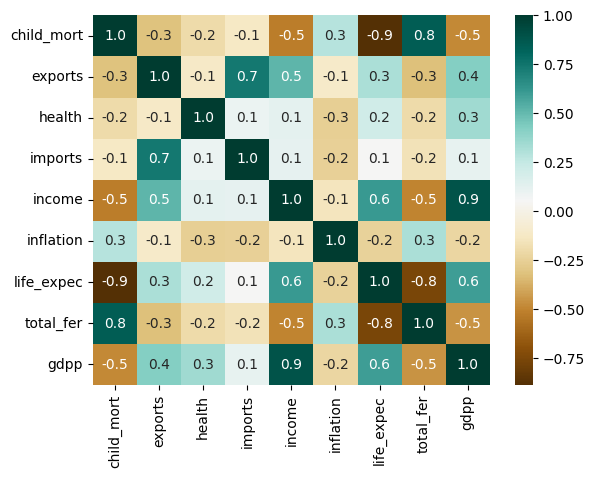 child_mort 1.0 -0.3 -0.2 -0.1 -0.5 0.3 -0.9 0.8 -0.5
exports -0.3 1.0 -0.1 0.7 0.5 -0.1 0.3 -0.3 0.4
health -0.2 -0.1 1.0 0.1 0.1 -0.3 0.2 -0.2 0.3
imports -0.1 0.7 0.1 1.0 0.1 -0.2 0.1 -0.2 0.1
income -0.5 0.5 0.1 0.1 1.0 -0.1 0.6 -0.5 0.9
inflation 0.3 -0.1 -0.3 -0.2 -0.1 1.0 -0.2 0.3 -0.2
life_expec -0.9 0.3 0.2 0.1 0.6 -0.2 1.0 -0.8 0.6
total_fer 0.8 -0.3 -0.2 -0.2 -0.5 0.3 -0.8 1.0 -0.5
gdpp -0.5 0.4 0.3 0.1 0.9 -0.2 0.6 -0.5 1.0
child_mort exports health imports income inflation life_expec total_fer gdpp
1.00
0.75
0.50
0.25
0.00
-0.25
-0.50
-0.75